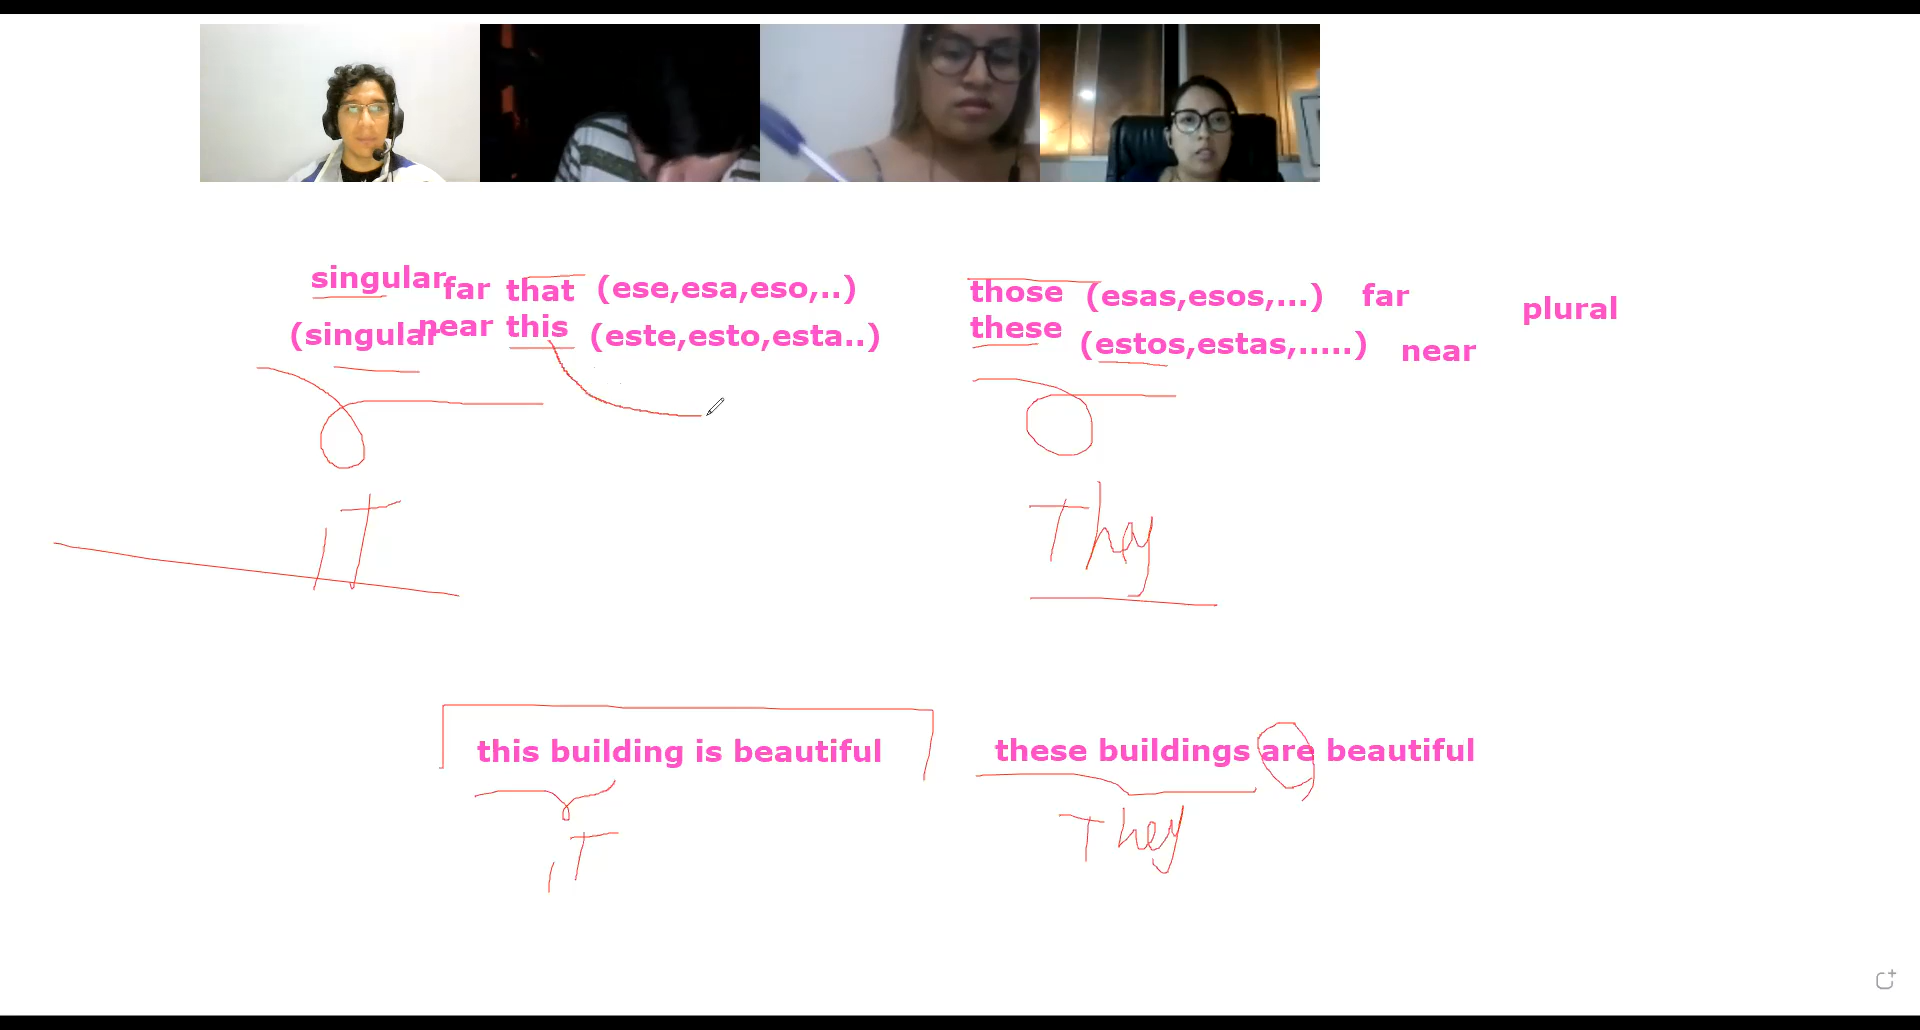 singular far that (ese,esa,eso,..) those (esas,esos,...) far plural
(singular near this (este,esto,esta..) these (estos,estas,.....) near
IT They
this building is beautiful these buildings are beautiful
IT They